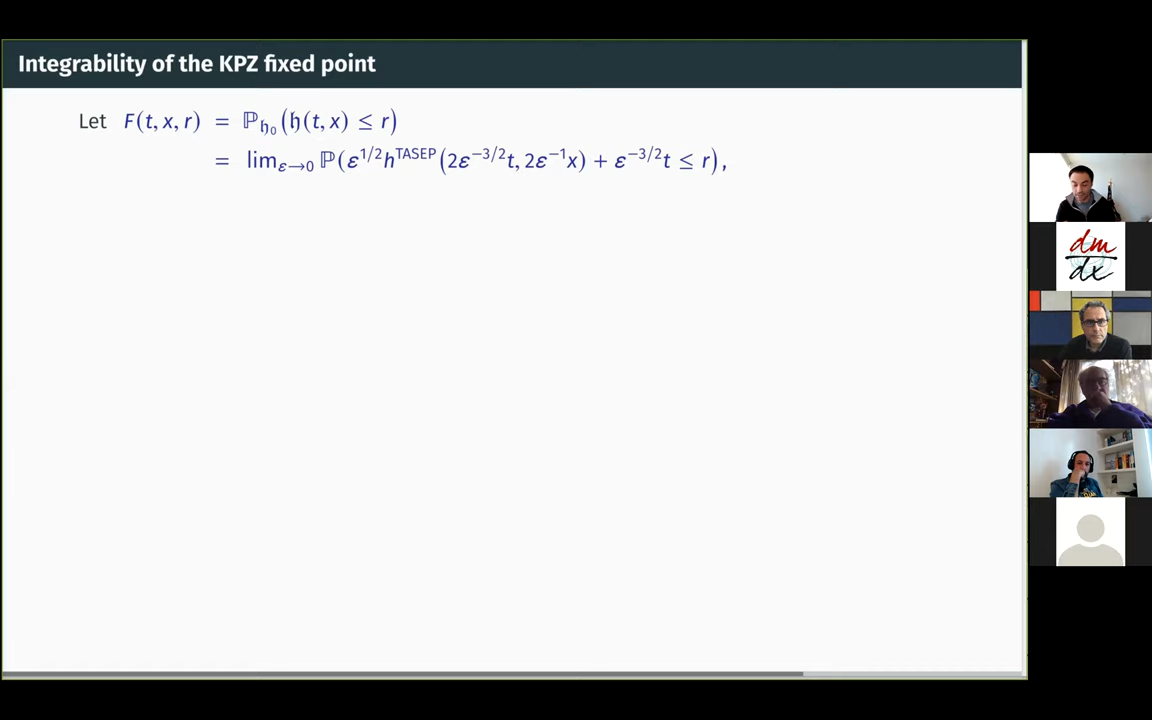 Integrability of the KPZ fixed point
Let F(t, x, r) = ℙ_{𝔥₀}(𝔥(t, x) ≤ r)
= lim_{ε→0} ℙ(ε^{1/2}h^{TASEP}(2ε^{−3/2}t, 2ε^{−1}x) + ε^{−3/2}t ≤ r),
dm
dx